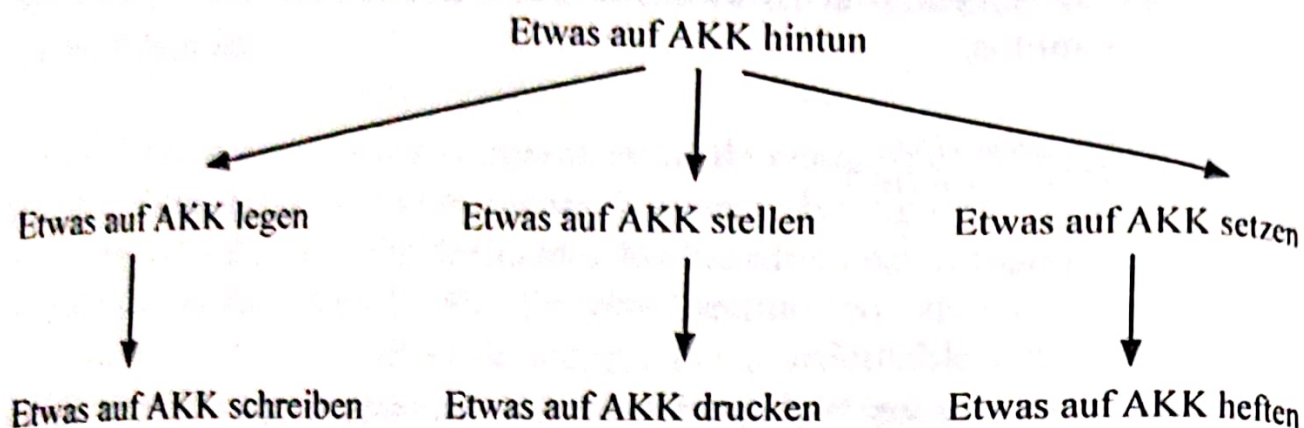 Etwas auf AKK hintun
Etwas auf AKK legen
Etwas auf AKK stellen
Etwas auf AKK setzen
Etwas auf AKK schreiben
Etwas auf AKK drucken
Etwas auf AKK heften